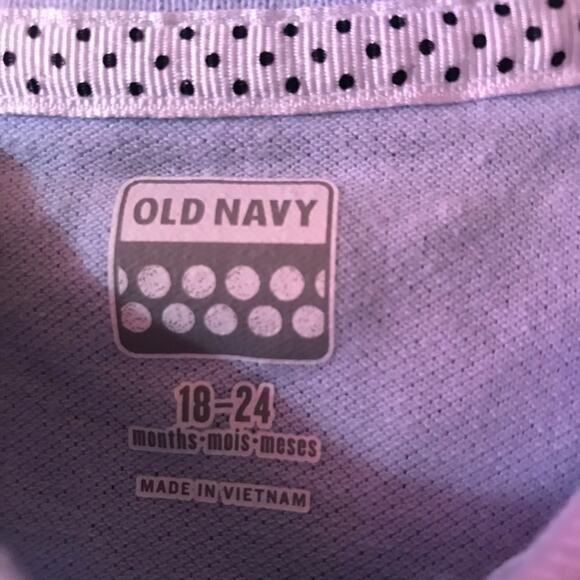 OLD NAVY
18-24
months•mois•meses
MADE IN VIETNAM